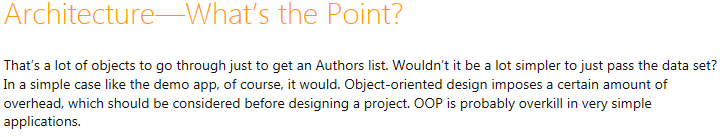 Architecture—What’s the Point?
That’s a lot of objects to go through just to get an Authors list. Wouldn’t it be a lot simpler to just pass the data set?
In a simple case like the demo app, of course, it would. Object-oriented design imposes a certain amount of
overhead, which should be considered before designing a project. OOP is probably overkill in very simple
applications.